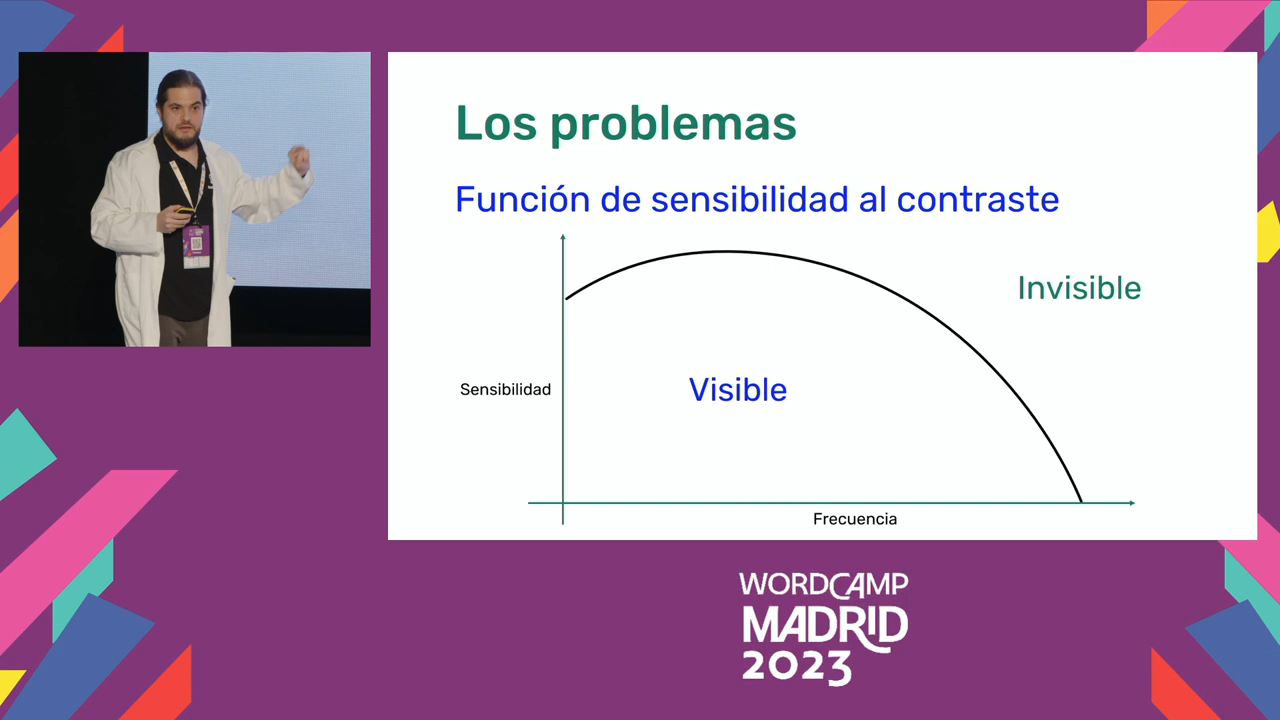 Los problemas
Función de sensibilidad al contraste
Invisible
Visible
Sensibilidad
Frecuencia
WORDCAMP
MADRID
2023